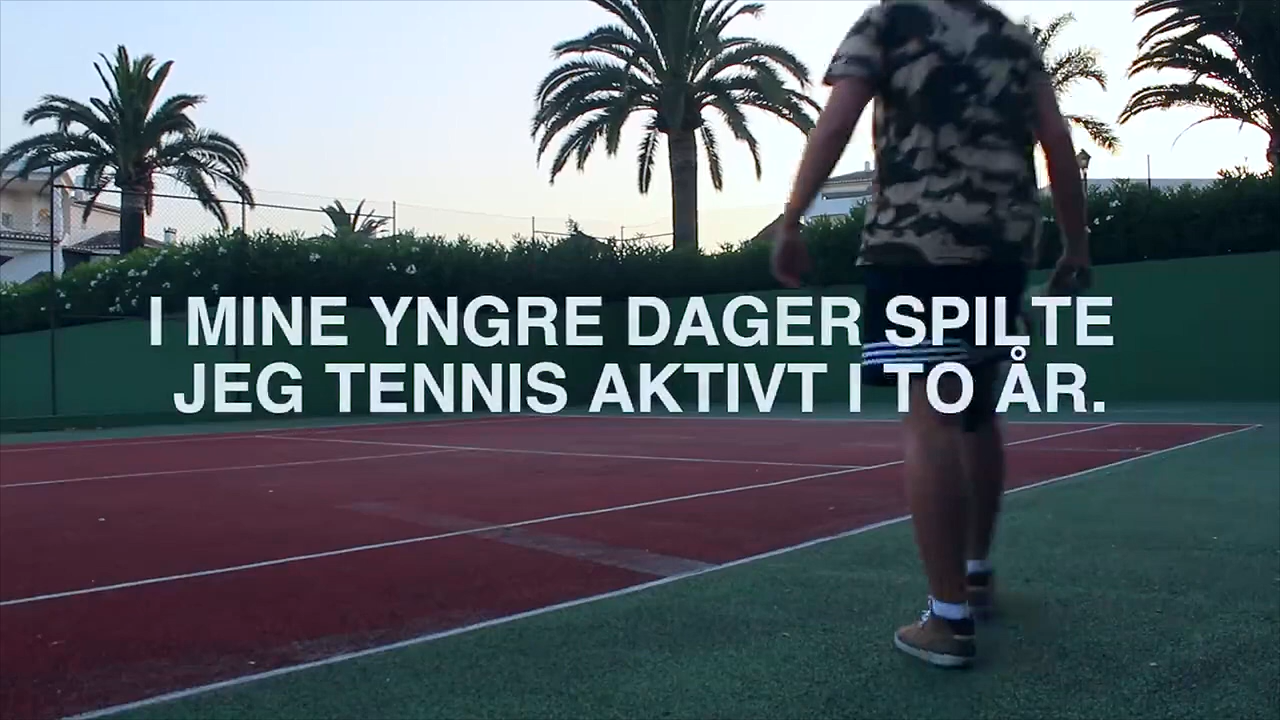 I MINE YNGRE DAGER SPILTE
JEG TENNIS AKTIVT I TO ÅR.